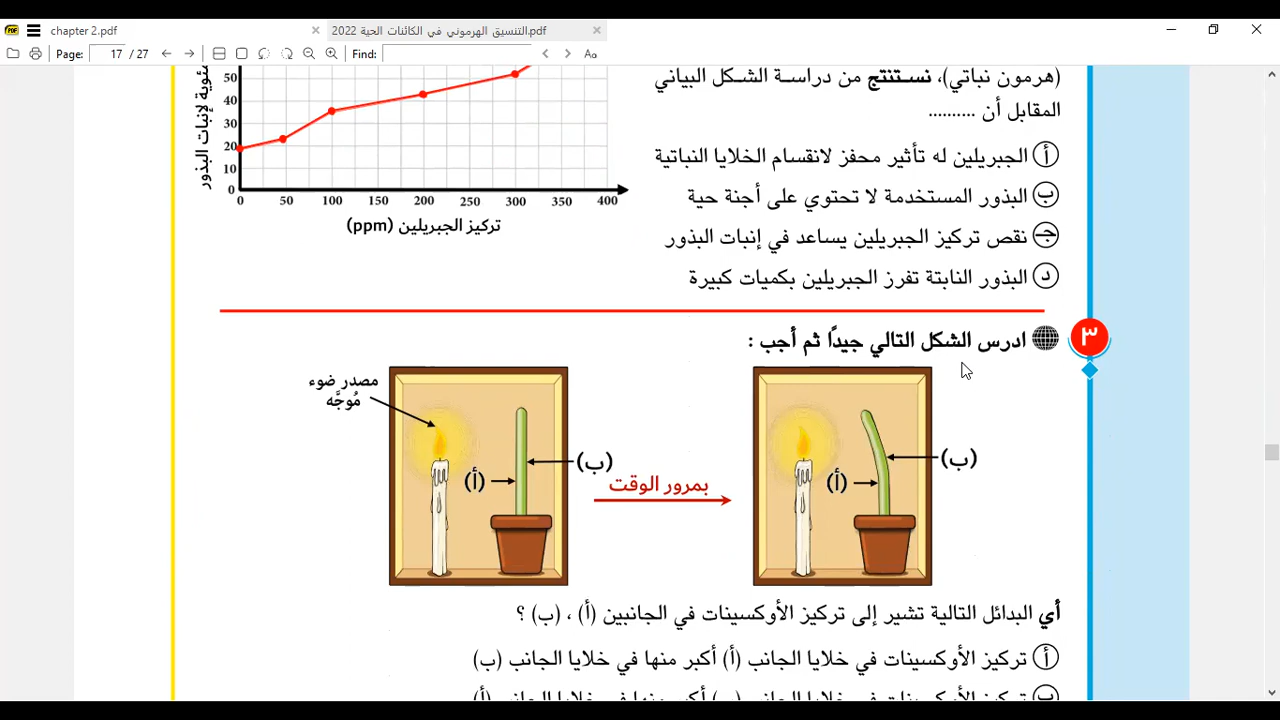 chapter 2.pdf
التنسيق الهرموني في الكائنات الحية 2022.pdf
Page: 17 / 27
Find:
Aa
(هرمون نباتي)، نستنتج من دراسة الشكل البياني
المقابل أن ..........
أ الجبريلين له تأثير محفز لانقسام الخلايا النباتية
ب البذور المستخدمة لا تحتوي على أجنة حية
ج نقص تركيز الجبريلين يساعد في إنبات البذور
د البذور النابتة تفرز الجبريلين بكميات كبيرة
50
40
30
20
10
0
لإنبات البذور
0 50 100 150 200 250 300 350 400
تركيز الجبريلين (ppm)
٣
ادرس الشكل التالي جيدًا ثم أجب :
مصدر ضوء
مُوجَّه
(ب)
(أ)
بمرور الوقت
(ب)
(أ)
أي البدائل التالية تشير إلى تركيز الأوكسينات في الجانبين (أ) ، (ب) ؟
أ تركيز الأوكسينات في خلايا الجانب (أ) أكبر منها في خلايا الجانب (ب)